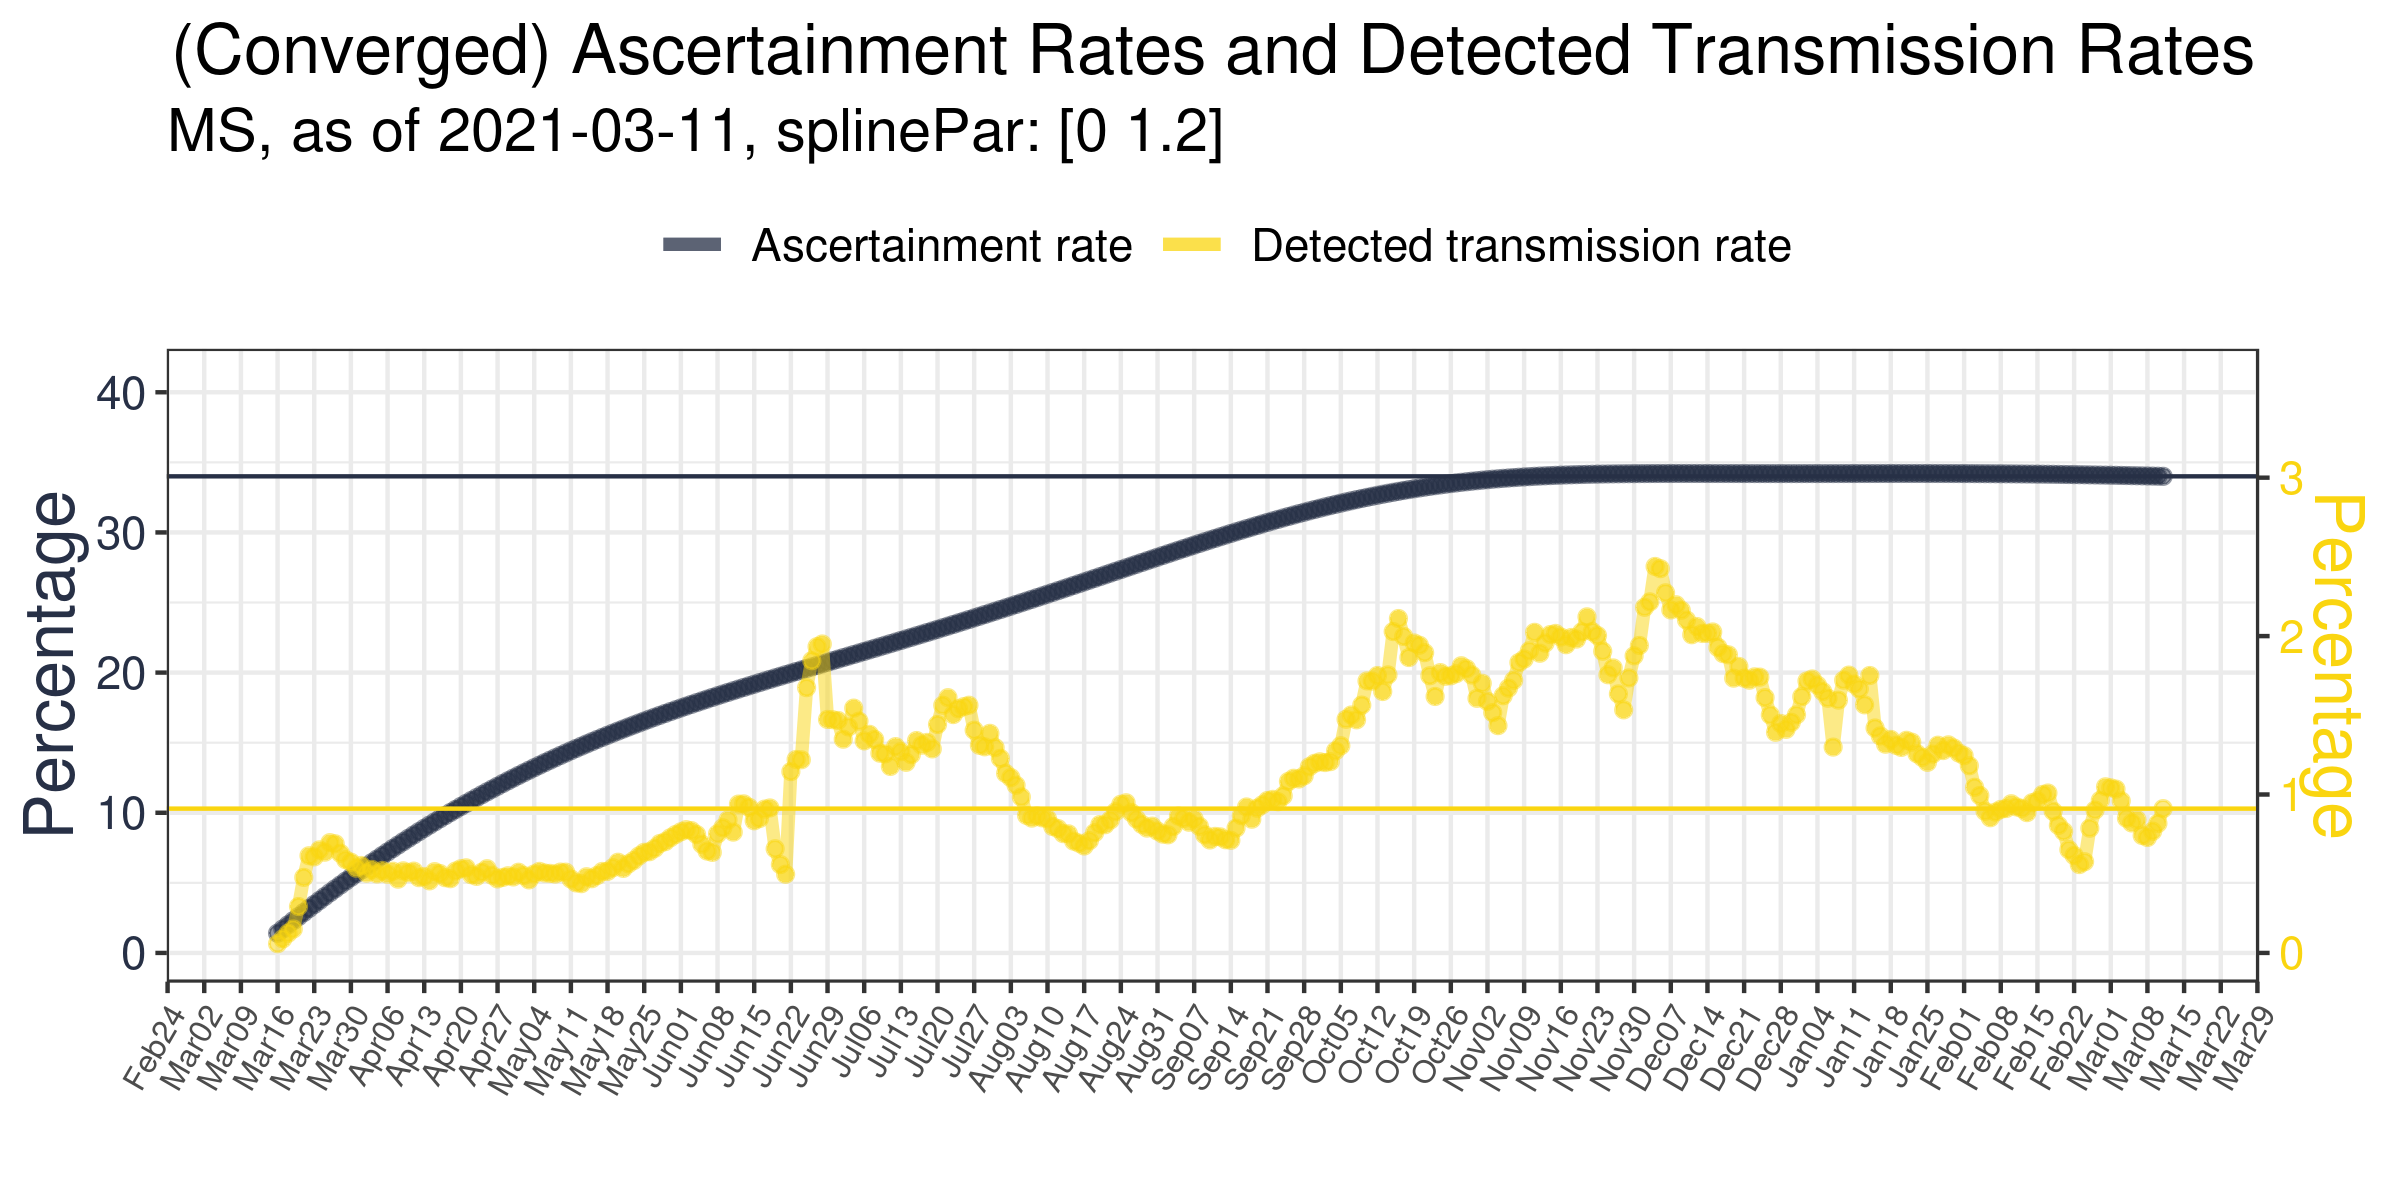 (Converged) Ascertainment Rates and Detected Transmission Rates
MS, as of 2021-03-11, splinePar: [0 1.2]
Ascertainment rate Detected transmission rate
Percentage
40
30
20
10
0
3
2
1
0
Percentage
Feb24 Mar02 Mar09 Mar16 Mar23 Mar30 Apr06 Apr13 Apr20 Apr27 May04 May11 May18 May25 Jun01 Jun08 Jun15 Jun22 Jun29 Jul06 Jul13 Jul20 Jul27 Aug03 Aug10 Aug17 Aug24 Aug31 Sep07 Sep14 Sep21 Sep28 Oct05 Oct12 Oct19 Oct26 Nov02 Nov09 Nov16 Nov23 Nov30 Dec07 Dec14 Dec21 Dec28 Jan04 Jan11 Jan18 Jan25 Feb01 Feb08 Feb15 Feb22 Mar01 Mar08 Mar15 Mar22 Mar29